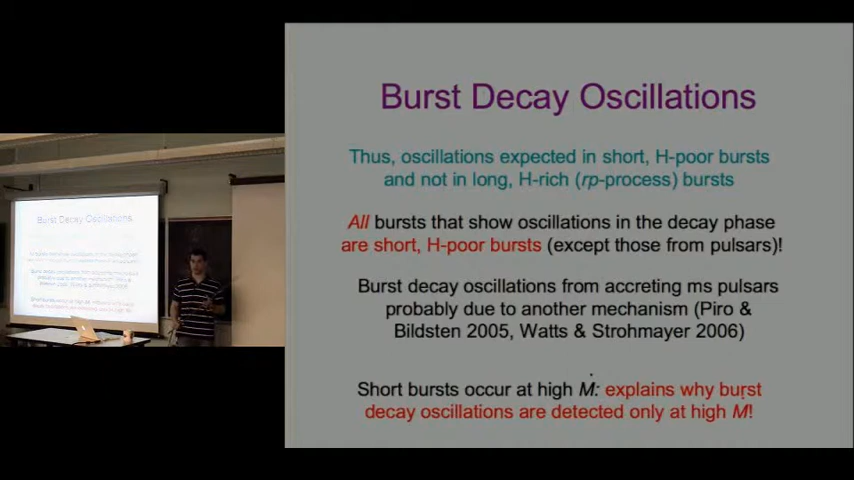 Burst Decay Oscillations
Thus, oscillations expected in short, H-poor bursts
and not in long, H-rich (rp-process) bursts
All bursts that show oscillations in the decay phase
are short, H-poor bursts (except those from pulsars)!
Burst decay oscillations from accreting ms pulsars
probably due to another mechanism (Piro &
Bildsten 2005, Watts & Strohmayer 2006)
Short bursts occur at high Ṁ: explains why burst
decay oscillations are detected only at high Ṁ!
Burst Decay Oscillations